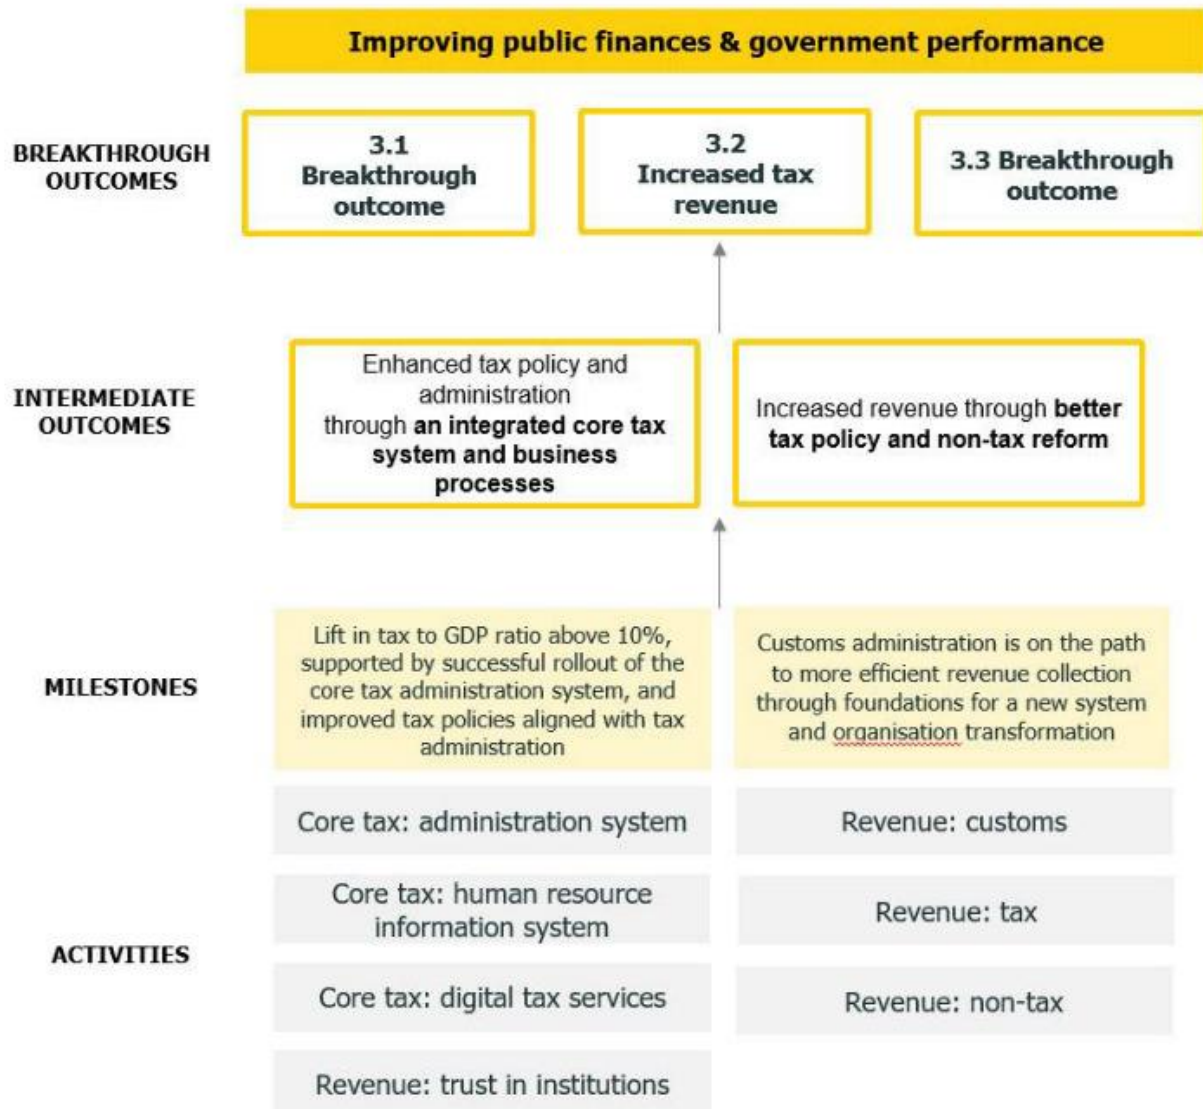 Improving public finances & government performance
BREAKTHROUGH
OUTCOMES
3.1
Breakthrough
outcome
3.2
Increased tax
revenue
3.3 Breakthrough
outcome
INTERMEDIATE
OUTCOMES
Enhanced tax policy and
administration
through an integrated core tax
system and business
processes
Increased revenue through better
tax policy and non-tax reform
MILESTONES
Lift in tax to GDP ratio above 10%,
supported by successful rollout of the
core tax administration system, and
improved tax policies aligned with tax
administration
Customs administration is on the path
to more efficient revenue collection
through foundations for a new system
and organisation transformation
ACTIVITIES
Core tax: administration system
Core tax: human resource
information system
Core tax: digital tax services
Revenue: trust in institutions
Revenue: customs
Revenue: tax
Revenue: non-tax